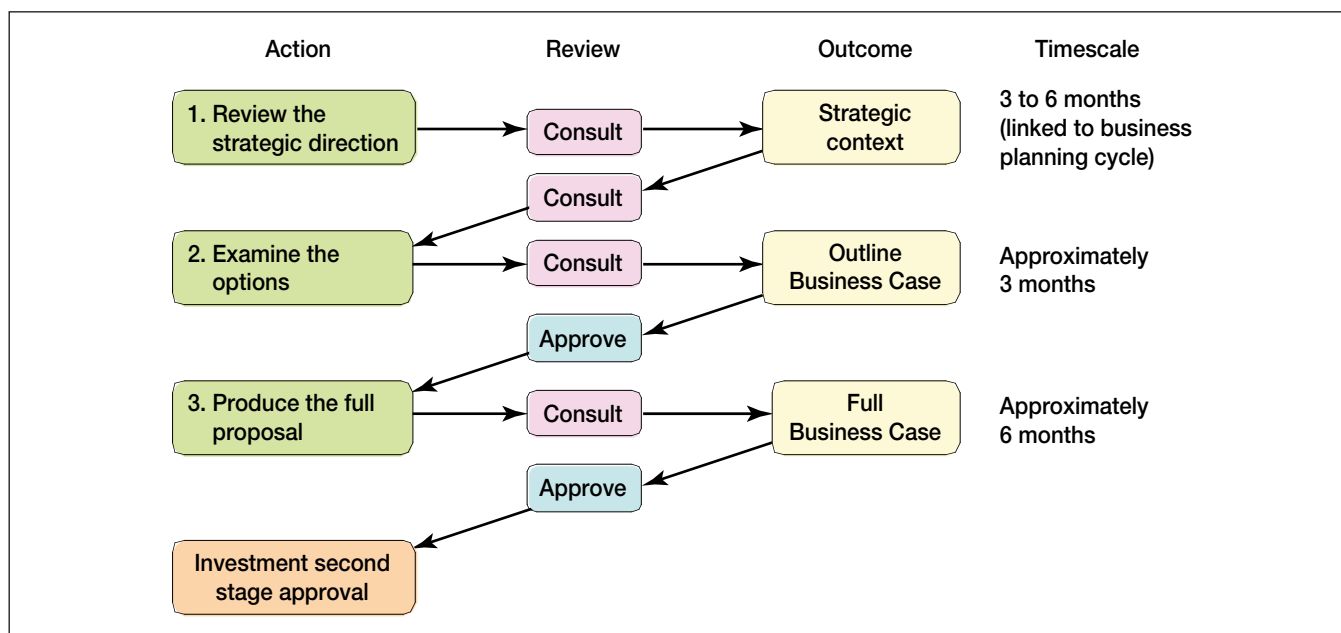 Action Review Outcome Timescale
1. Review the
strategic direction
Consult
Strategic
context
3 to 6 months
(linked to business
planning cycle)
Consult
2. Examine the
options
Consult
Outline
Business Case
Approximately
3 months
Approve
3. Produce the full
proposal
Consult
Full
Business Case
Approximately
6 months
Approve
Investment second
stage approval